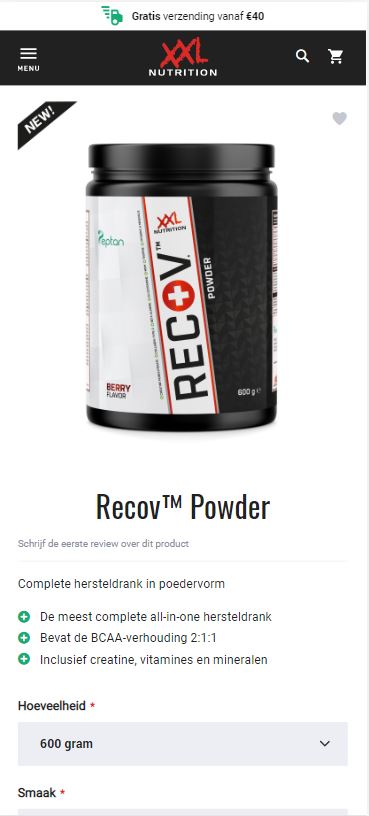 Gratis verzending vanaf €40
MENU
XXL
NUTRITION
NEW!
XXL
NUTRITION
Peptan
RECOV.™
POWDER
BERRY
FLAVOR
600 g e
Recov™ Powder
Schrijf de eerste review over dit product
Complete hersteldrank in poedervorm
De meest complete all-in-one hersteldrank
Bevat de BCAA-verhouding 2:1:1
Inclusief creatine, vitamines en mineralen
Hoeveelheid *
600 gram
Smaak *